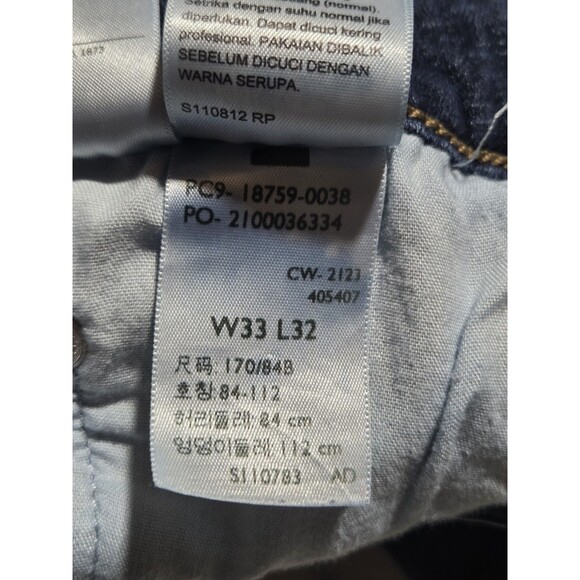 1873
(normal).
Setrika dengan suhu normal jika
diperlukan. Dapat dicuci kering
profesional. PAKAIAN DIBALIK
SEBELUM DICUCI DENGAN
WARNA SERUPA.
S110812 RP
PC9- 18759-0038
PO- 2100036334
CW- 2123
405407
W33 L32
尺码: 170/84B
호칭: 84-112
허리둘레: 84 cm
엉덩이둘레: 112 cm
S110783 AD